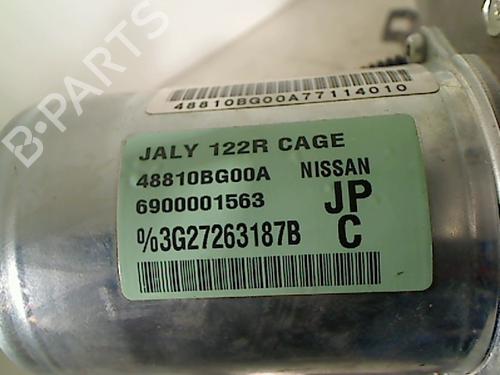 B-PARTS
48810BG00A77114010
JALY 122R CAGE
48810BG00A NISSAN
6900001563 JP
%3G27263187B C